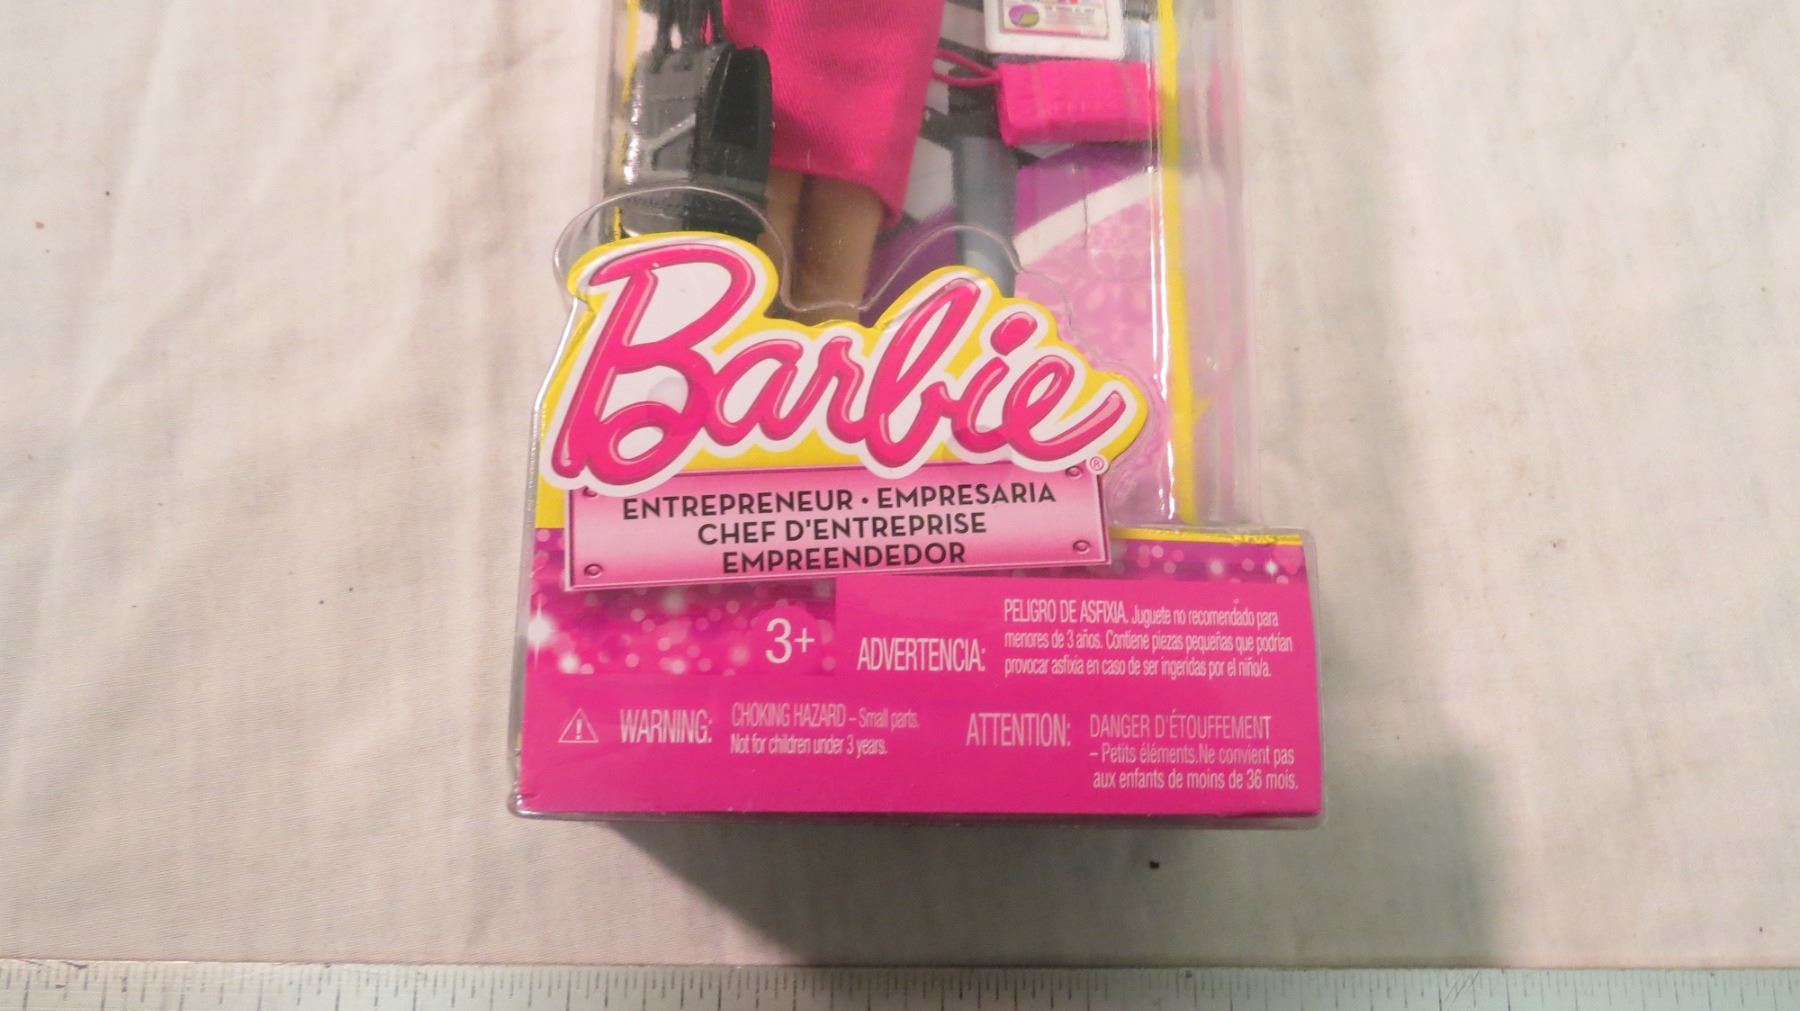 Barbie®
ENTREPRENEUR • EMPRESARIA
CHEF D'ENTREPRISE
EMPREENDEDOR
3+
ADVERTENCIA:
PELIGRO DE ASFIXIA. Juguete no recomendado para
menores de 3 años. Contiene piezas pequeñas que podrían
provocar asfixia en caso de ser ingeridas por el niño/a.
WARNING:
CHOKING HAZARD – Small parts.
Not for children under 3 years.
ATTENTION:
DANGER D'ÉTOUFFEMENT
– Petits éléments. Ne convient pas
aux enfants de moins de 36 mois.